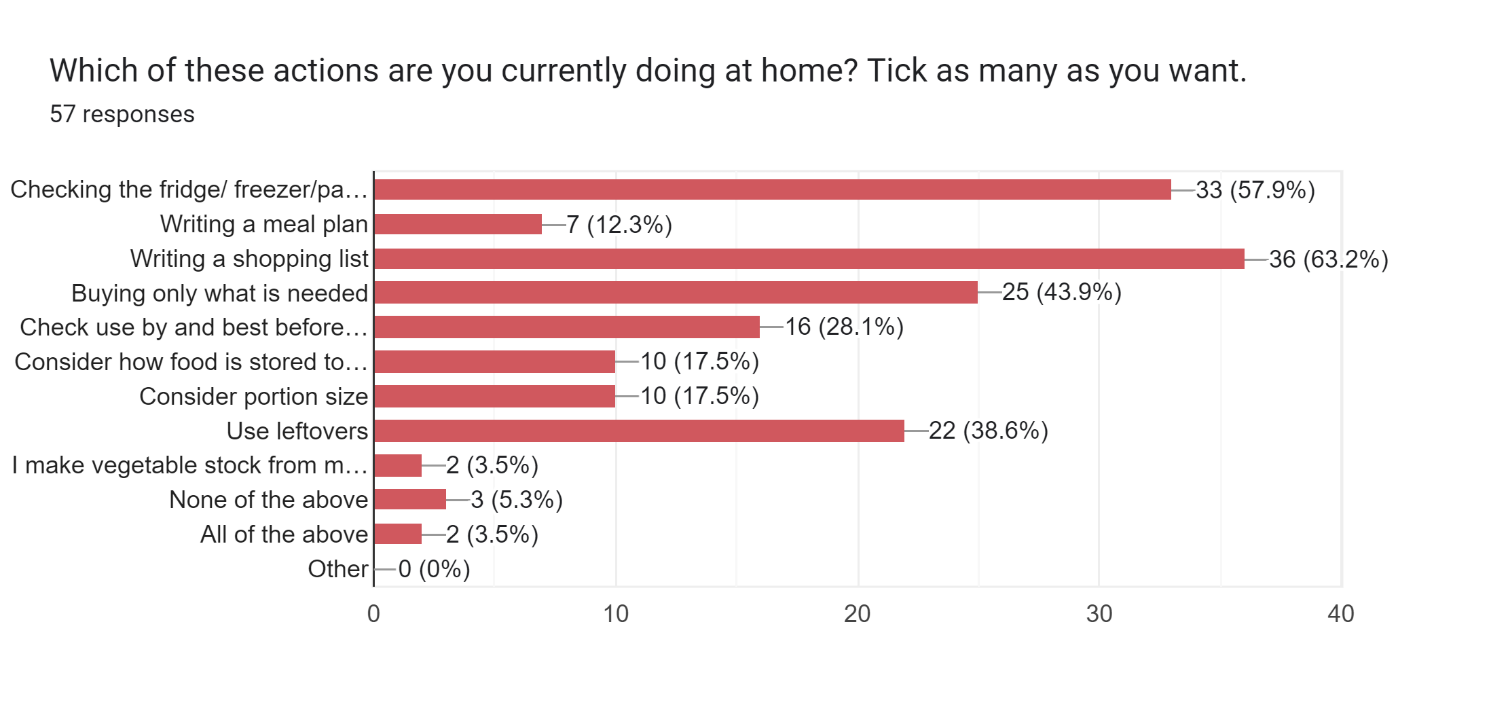 Which of these actions are you currently doing at home? Tick as many as you want.
57 responses
Checking the fridge/ freezer/pa… 33 (57.9%)
Writing a meal plan 7 (12.3%)
Writing a shopping list 36 (63.2%)
Buying only what is needed 25 (43.9%)
Check use by and best before… 16 (28.1%)
Consider how food is stored to… 10 (17.5%)
Consider portion size 10 (17.5%)
Use leftovers 22 (38.6%)
I make vegetable stock from m… 2 (3.5%)
None of the above 3 (5.3%)
All of the above 2 (3.5%)
Other 0 (0%)
0 10 20 30 40